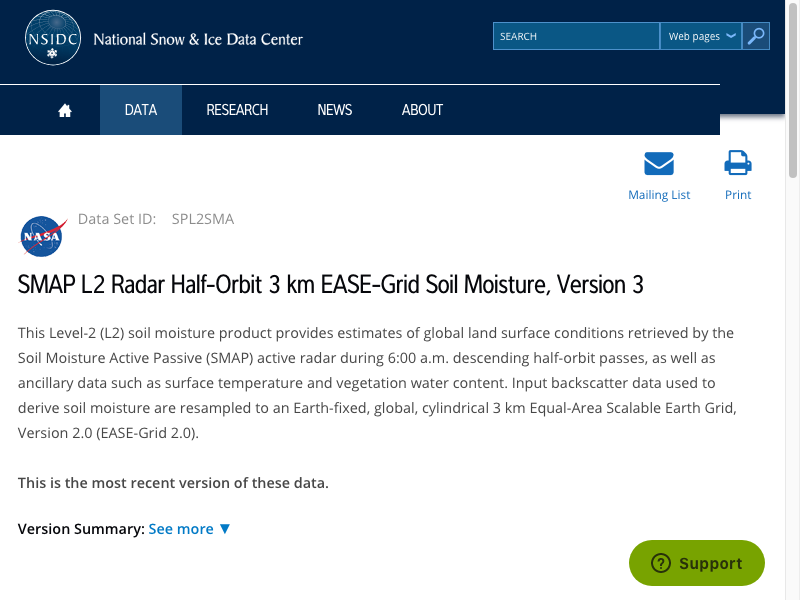 NSIDC
National Snow & Ice Data Center
SEARCH
Web pages
DATA
RESEARCH
NEWS
ABOUT
Mailing List
Print
NASA
Data Set ID: SPL2SMA
SMAP L2 Radar Half-Orbit 3 km EASE-Grid Soil Moisture, Version 3
This Level-2 (L2) soil moisture product provides estimates of global land surface conditions retrieved by the
Soil Moisture Active Passive (SMAP) active radar during 6:00 a.m. descending half-orbit passes, as well as
ancillary data such as surface temperature and vegetation water content. Input backscatter data used to
derive soil moisture are resampled to an Earth-fixed, global, cylindrical 3 km Equal-Area Scalable Earth Grid,
Version 2.0 (EASE-Grid 2.0).
This is the most recent version of these data.
Version Summary: See more ▼
Support